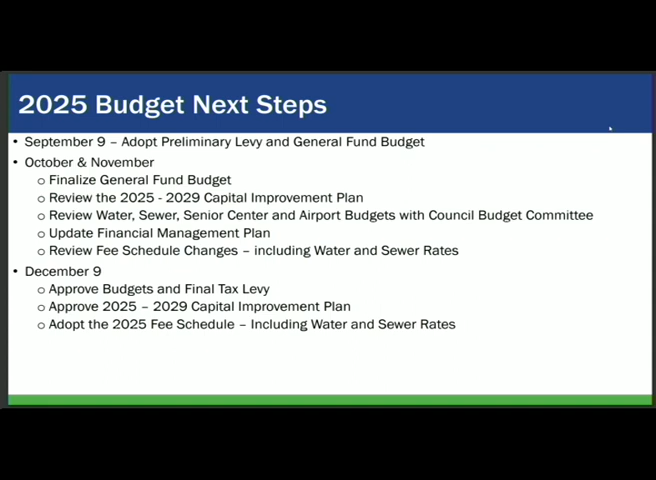 2025 Budget Next Steps
• September 9 – Adopt Preliminary Levy and General Fund Budget
• October & November
o Finalize General Fund Budget
o Review the 2025 - 2029 Capital Improvement Plan
o Review Water, Sewer, Senior Center and Airport Budgets with Council Budget Committee
o Update Financial Management Plan
o Review Fee Schedule Changes – including Water and Sewer Rates
• December 9
o Approve Budgets and Final Tax Levy
o Approve 2025 – 2029 Capital Improvement Plan
o Adopt the 2025 Fee Schedule – Including Water and Sewer Rates